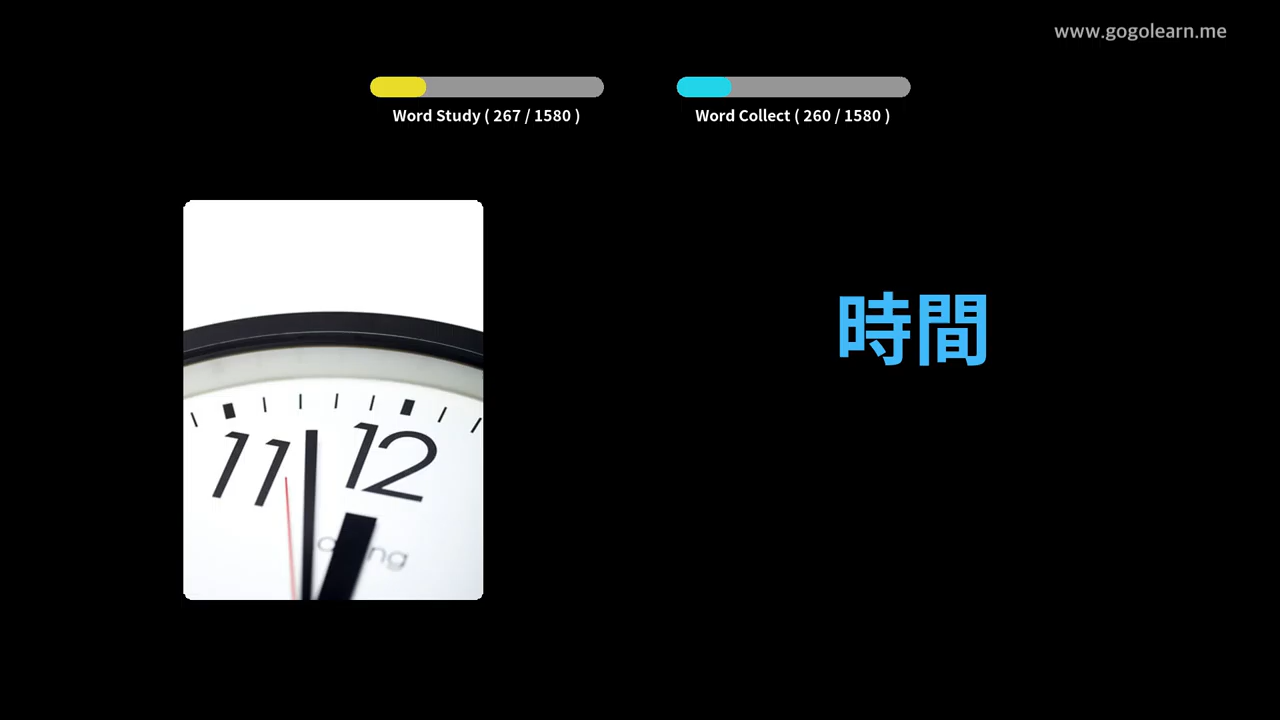 www.gogolearn.me
Word Study ( 267 / 1580 )
Word Collect ( 260 / 1580 )
時間
11
12